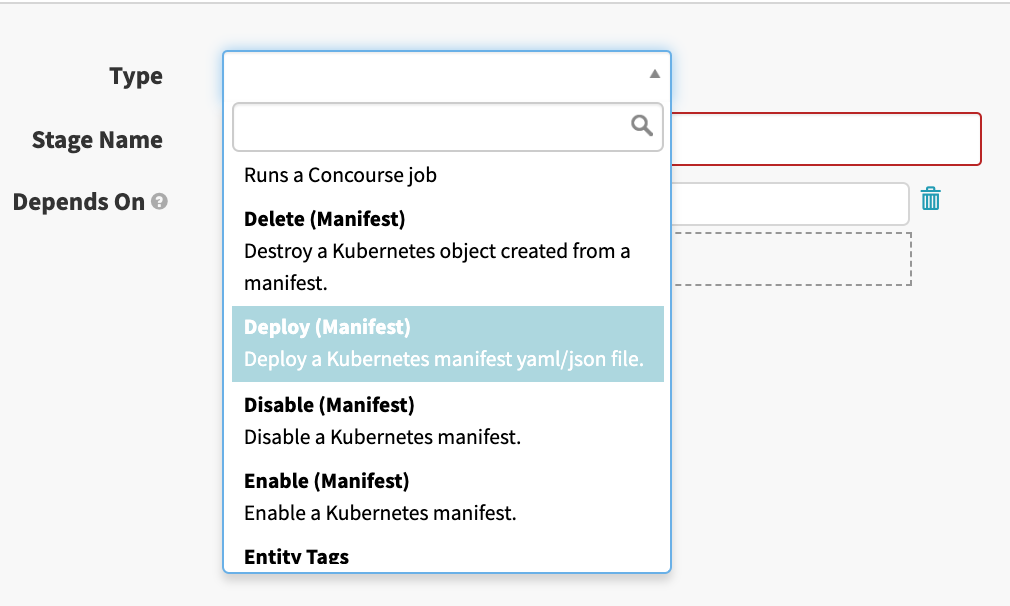 Type
Stage Name
Depends On ?
Runs a Concourse job
Delete (Manifest)
Destroy a Kubernetes object created from a
manifest.
Deploy (Manifest)
Deploy a Kubernetes manifest yaml/json file.
Disable (Manifest)
Disable a Kubernetes manifest.
Enable (Manifest)
Enable a Kubernetes manifest.
Entity Tags